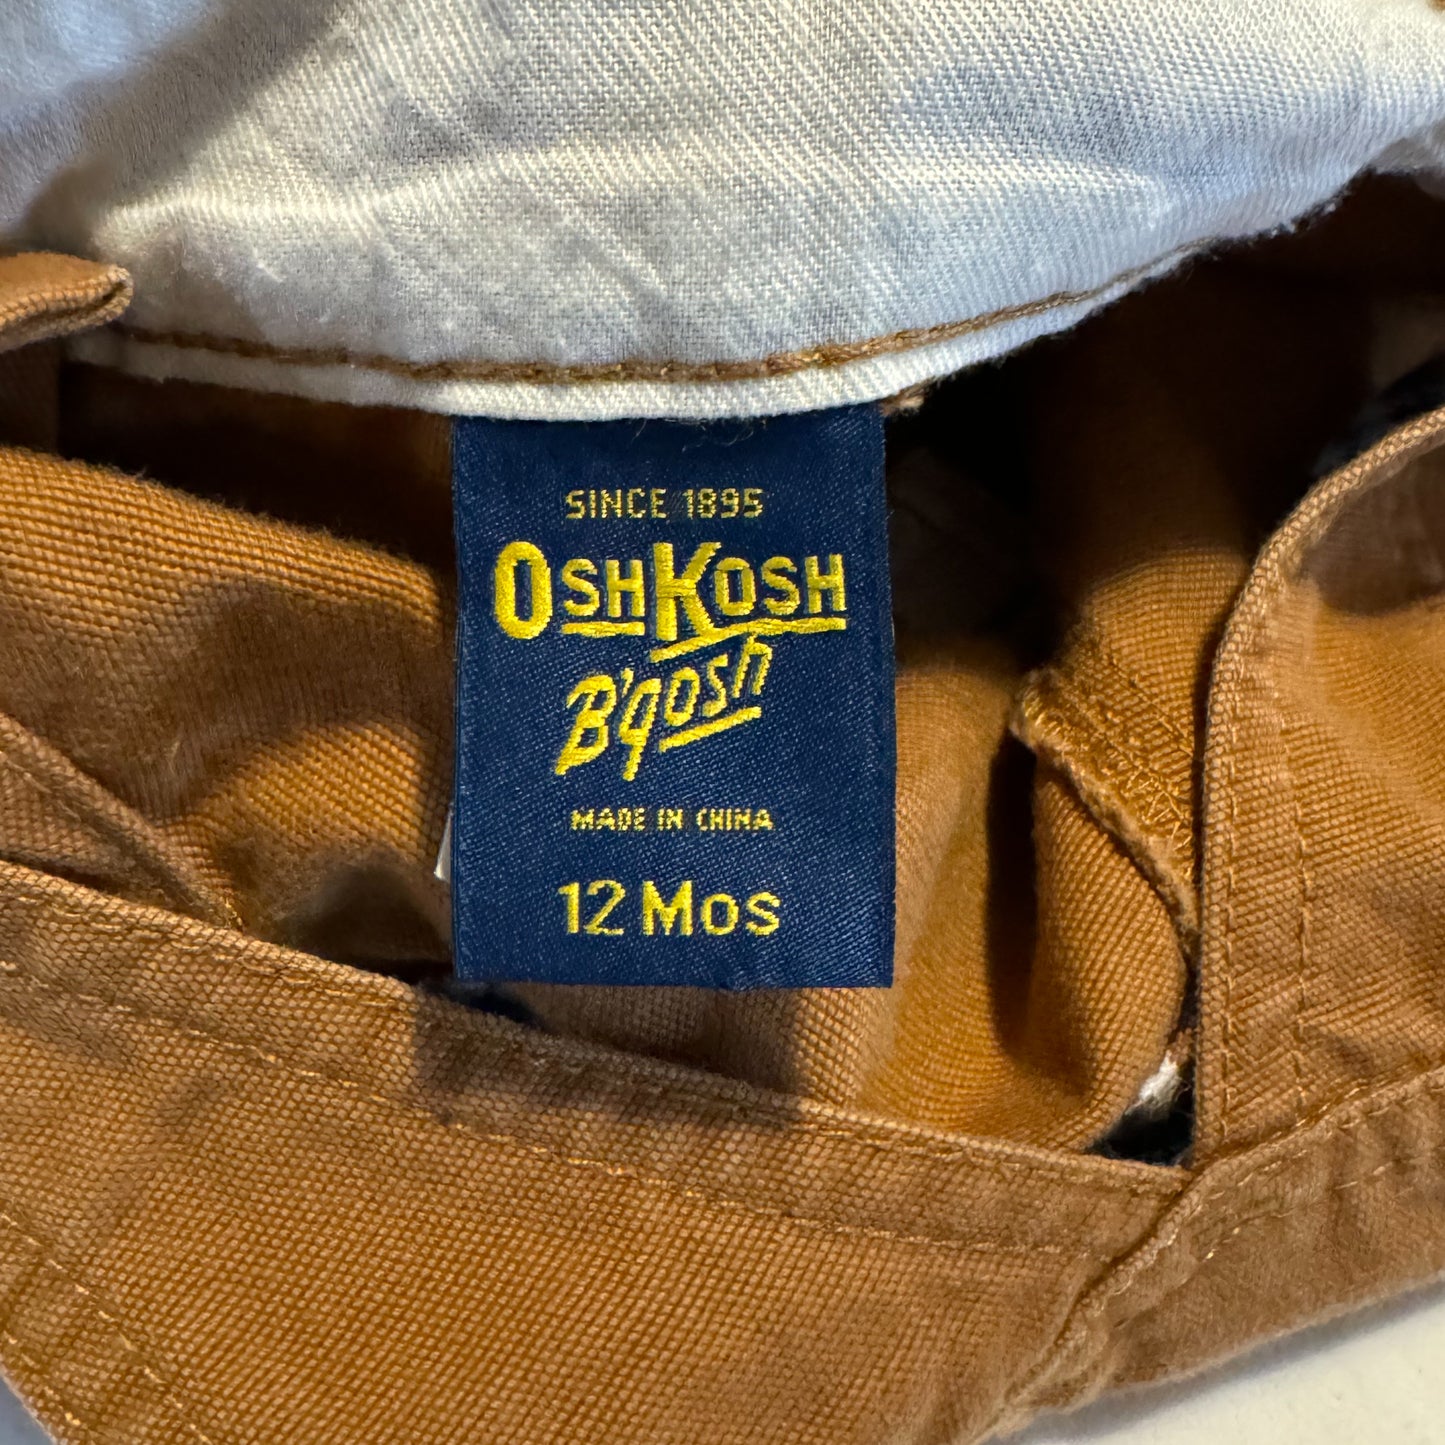 SINCE 1895
OSHKOSH
B'gosh
MADE IN CHINA
12 MOS